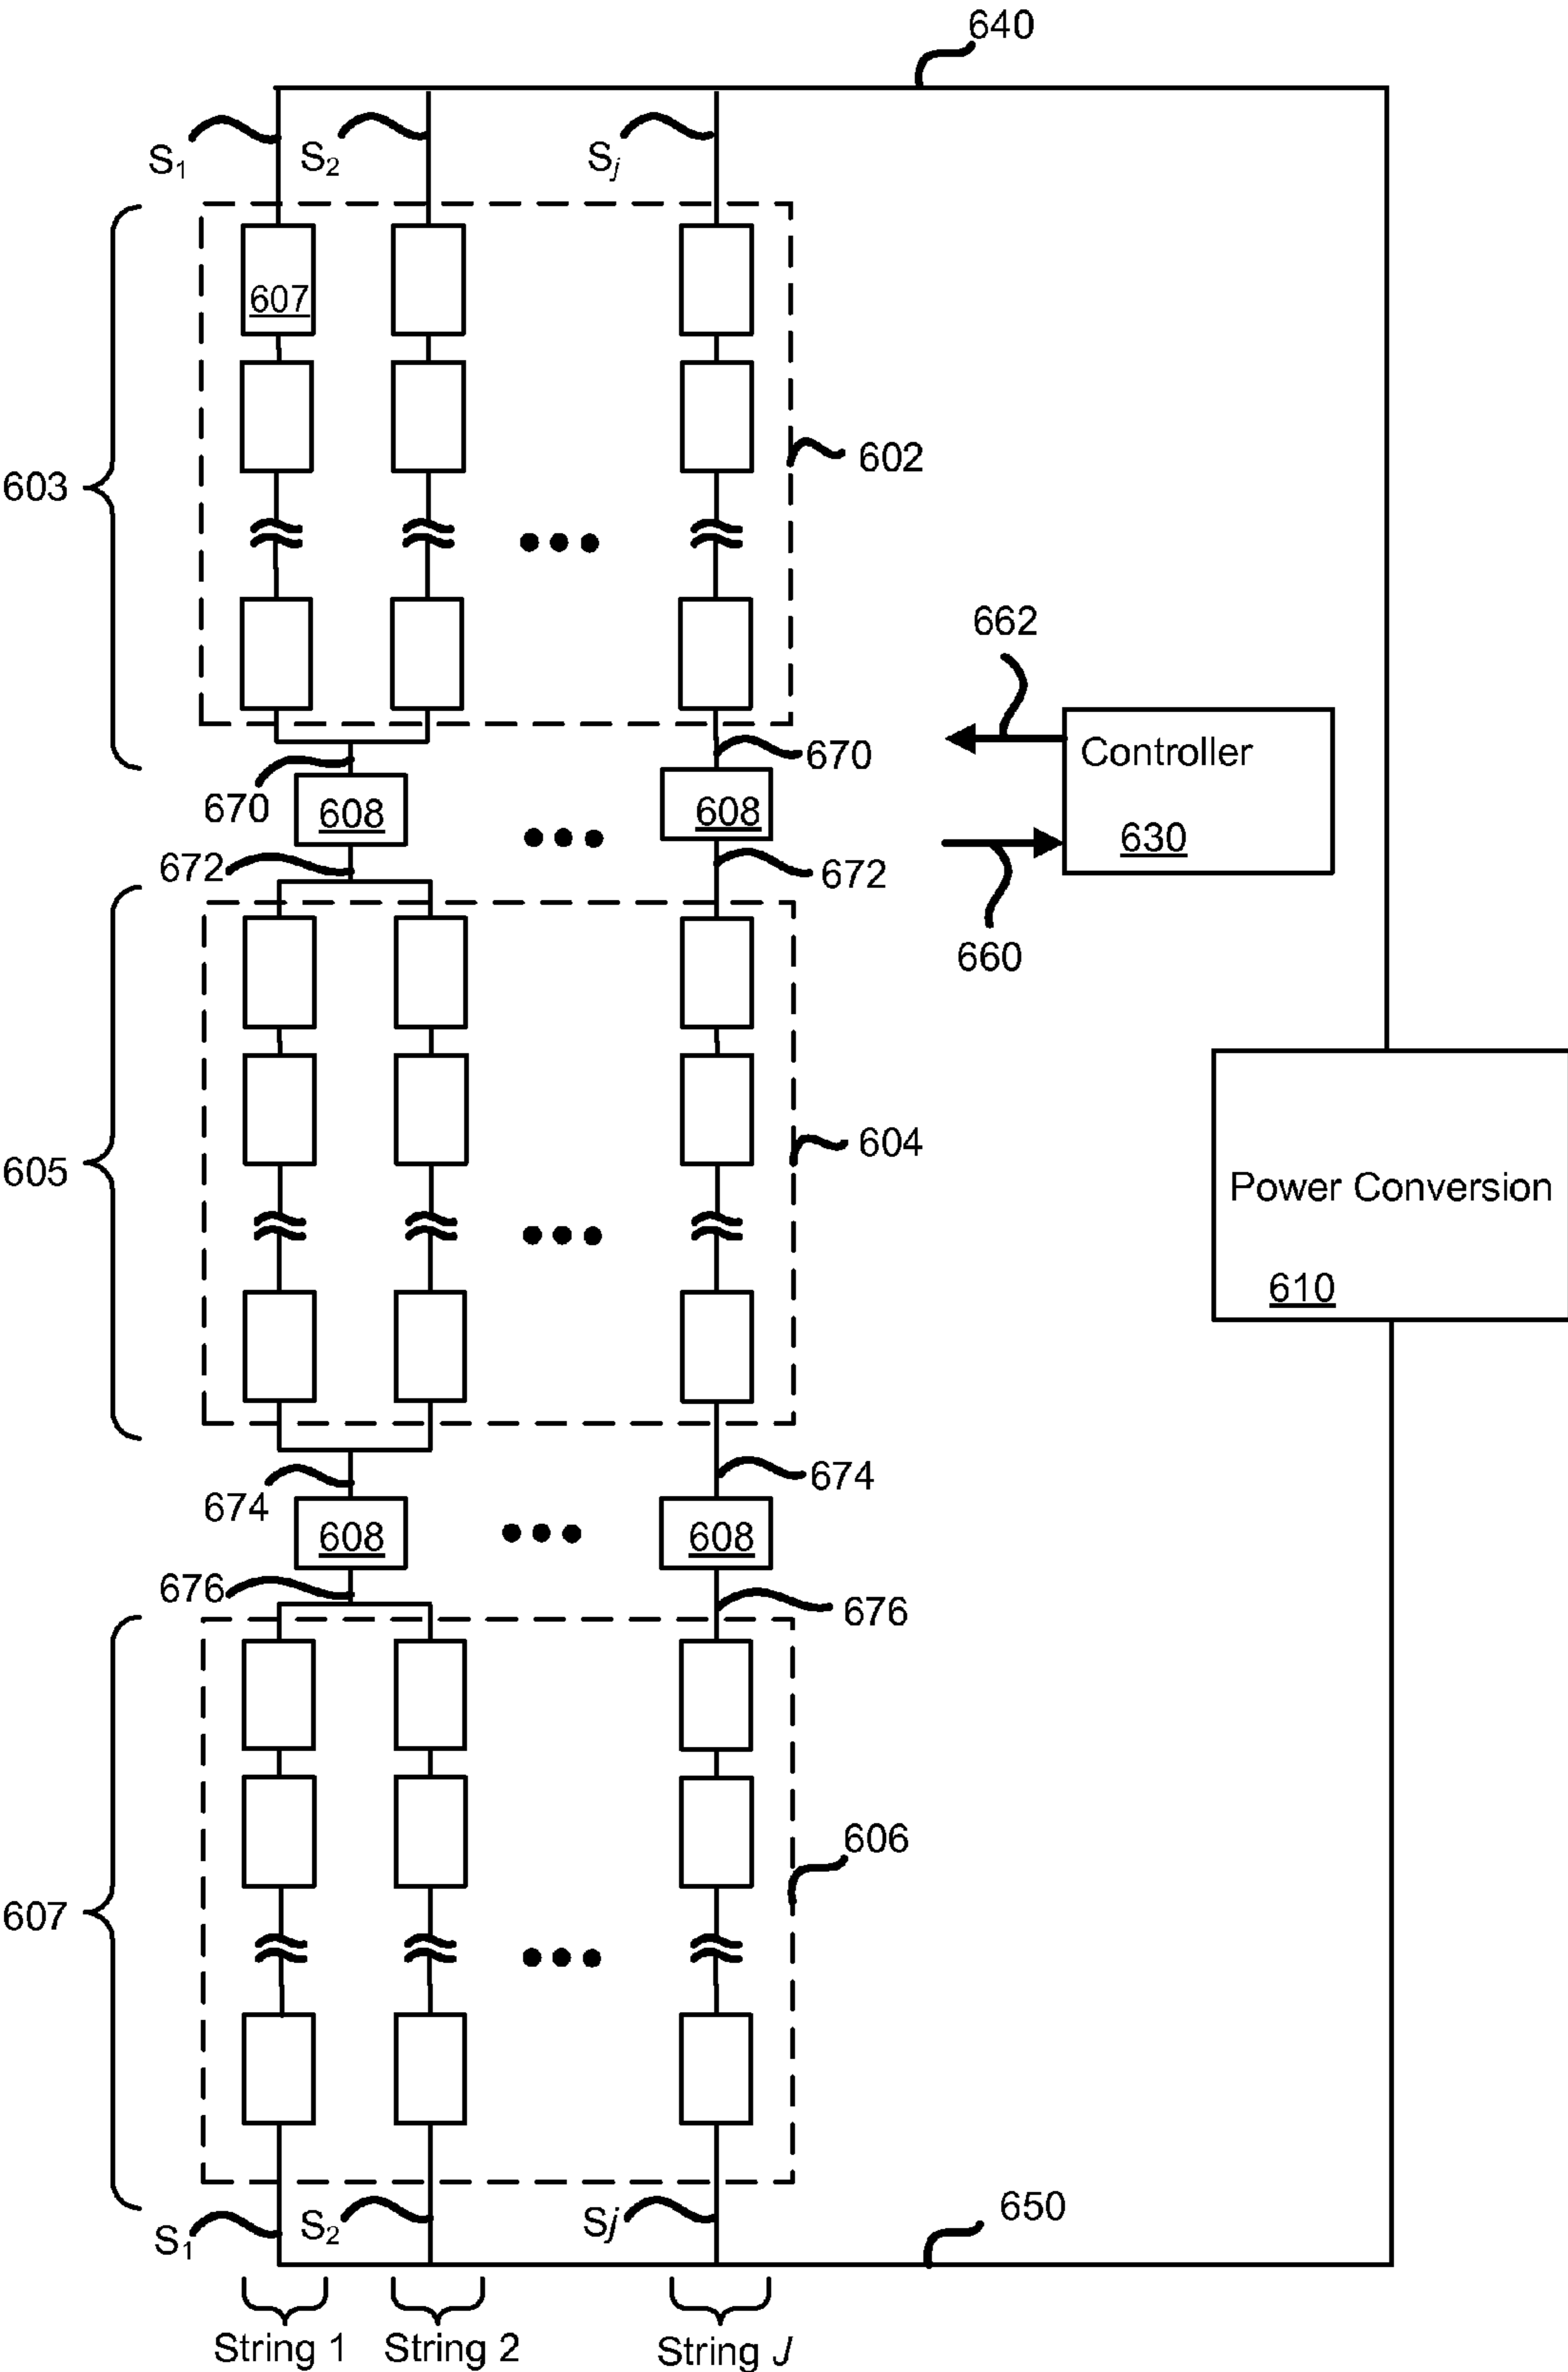 640
S1
S2
Sj
607
603
602
662
670
670
Controller
608
608
630
672
672
660
604
605
Power Conversion
610
674
674
608
608
676
676
606
607
650
S1
S2
Sj
String 1
String 2
String J